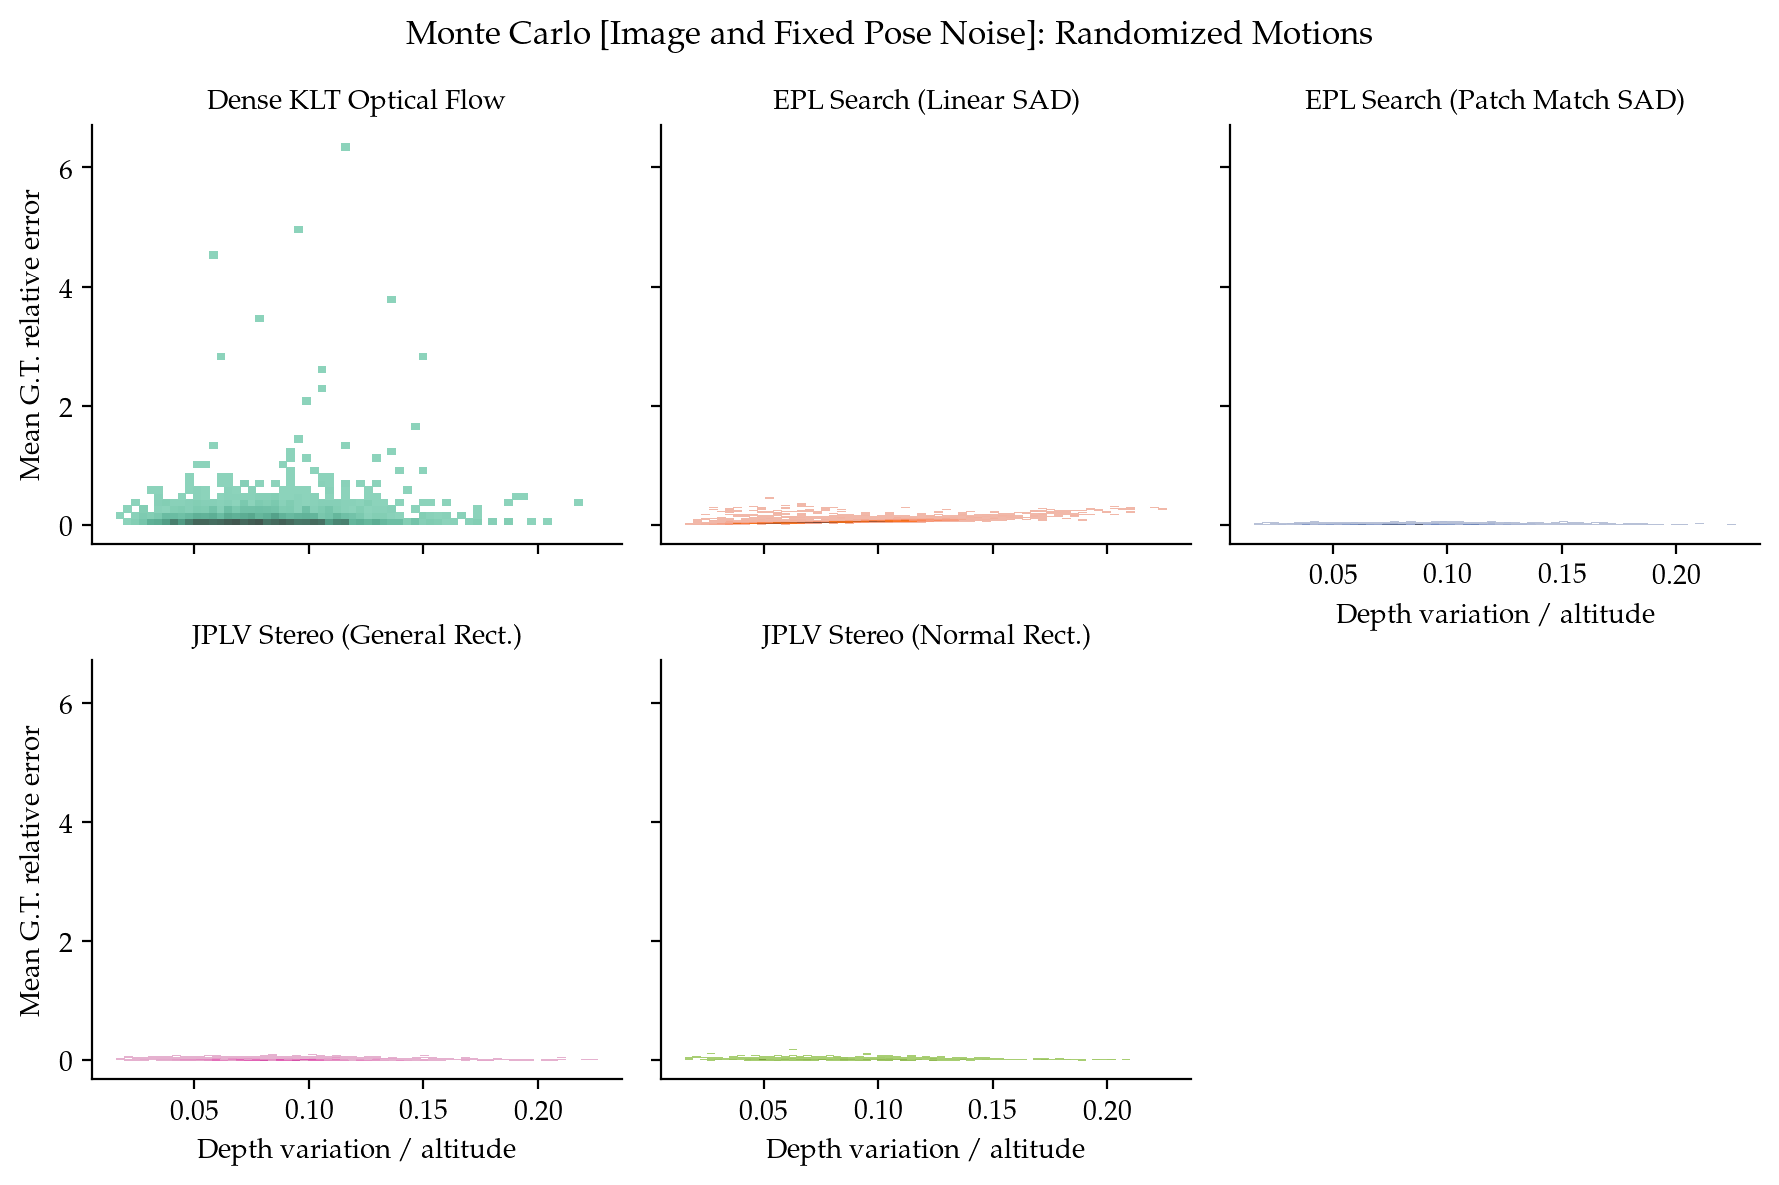 Monte Carlo [Image and Fixed Pose Noise]: Randomized Motions
Dense KLT Optical Flow
EPL Search (Linear SAD)
EPL Search (Patch Match SAD)
Mean G.T. relative error
6
4
2
0
0.05 0.10 0.15 0.20
Depth variation / altitude
JPLV Stereo (General Rect.)
JPLV Stereo (Normal Rect.)
Mean G.T. relative error
6
4
2
0
0.05 0.10 0.15 0.20
Depth variation / altitude
0.05 0.10 0.15 0.20
Depth variation / altitude